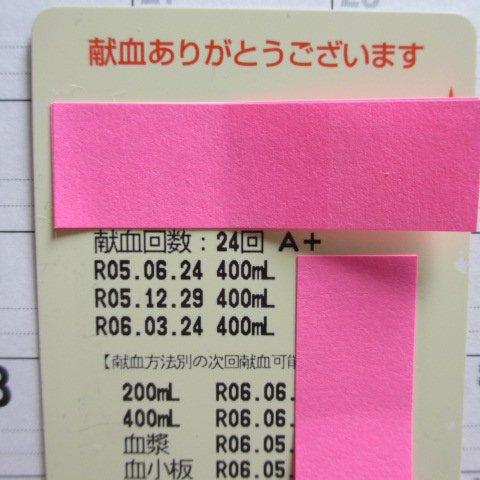 献血ありがとうございます
献血回数：24回 A+
R05.06.24 400mL
R05.12.29 400mL
R06.03.24 400mL
【献血方法別の次回献血可能
200mL R06.06.
400mL R06.06.
血漿 R06.05.
血小板 R06.05.